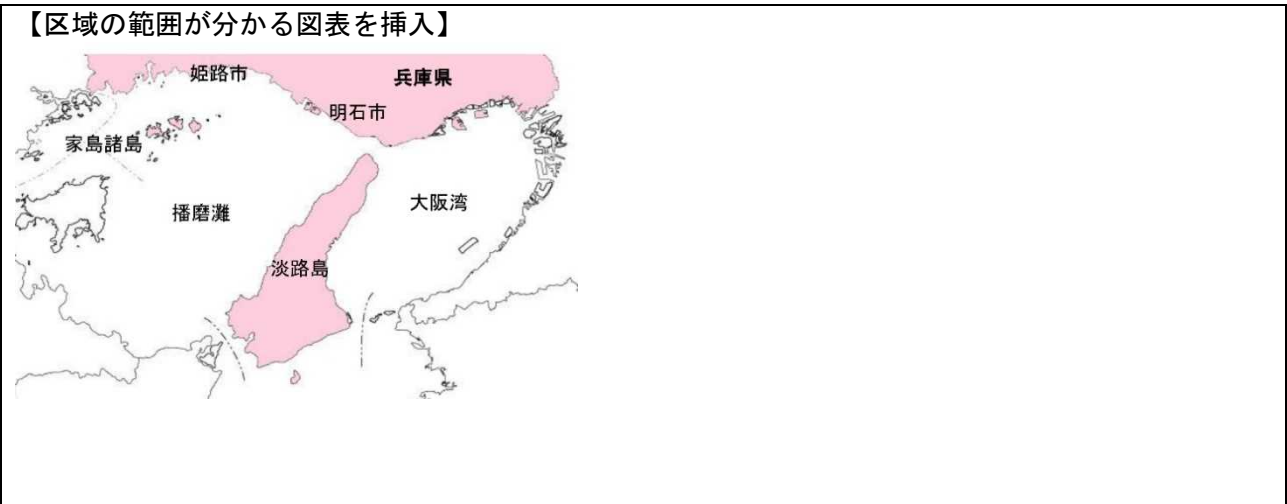 【区域の範囲が分かる図表を挿入】
姫路市
兵庫県
明石市
家島諸島
播磨灘
大阪湾
淡路島